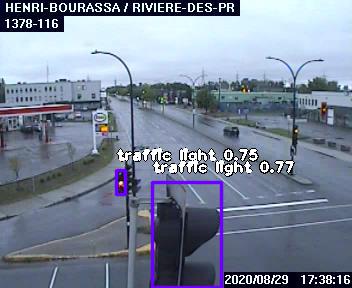 HENRI-BOURASSA / RIVIERE-DES-PR
1378-116
traffic light 0.75
traffic light 0.77
2020/08/29 17:38:16